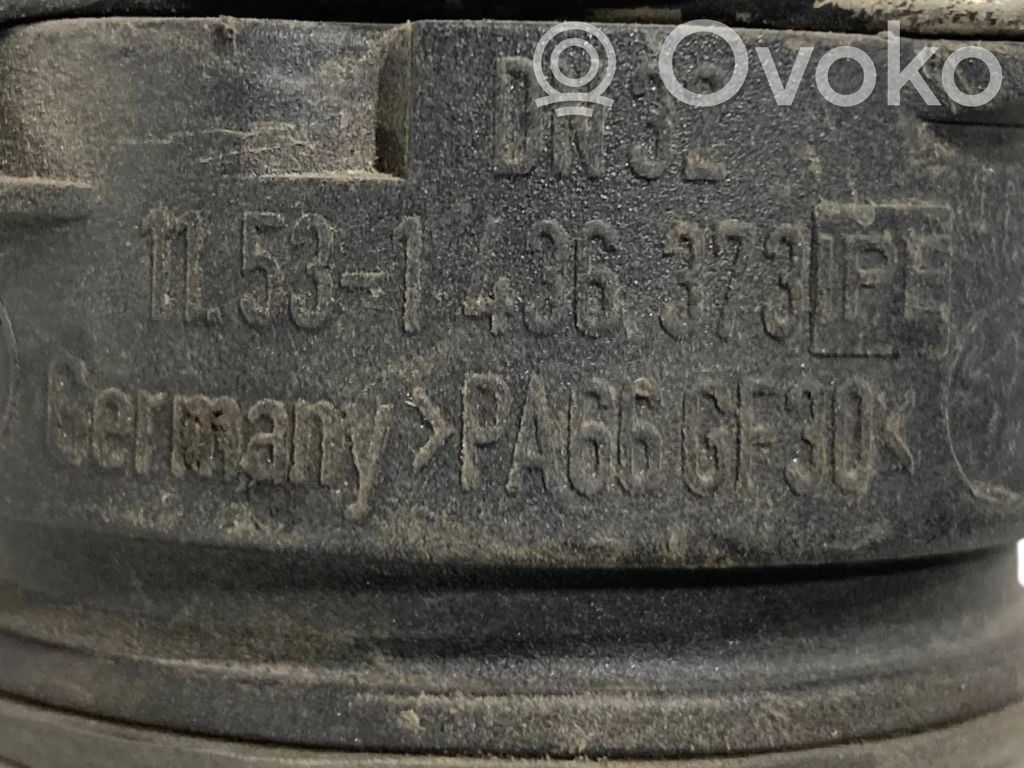 Ovoko
DN 32
11.53-1 436 373
Germany >PA66 GF30<